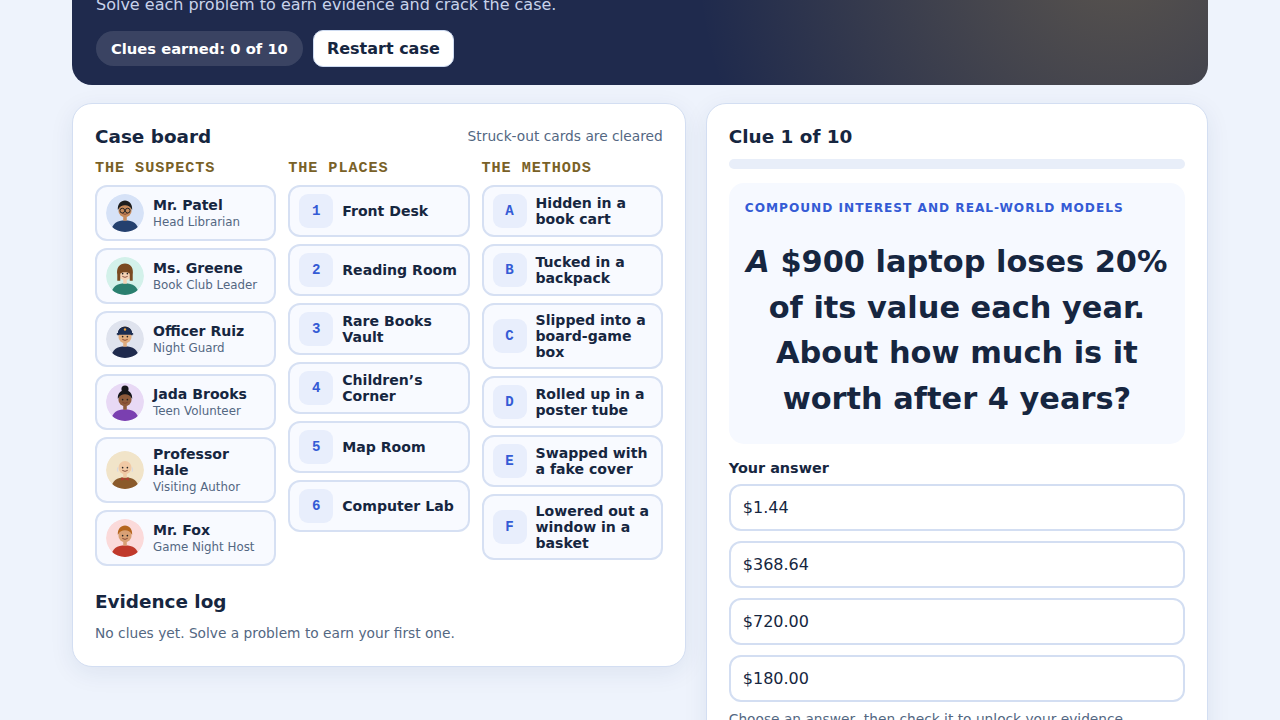 Solve each problem to earn evidence and crack the case.
Clues earned: 0 of 10
Restart case
Case board
Struck-out cards are cleared
THE SUSPECTS
Mr. Patel
Head Librarian
Ms. Greene
Book Club Leader
Officer Ruiz
Night Guard
Jada Brooks
Teen Volunteer
Professor
Hale
Visiting Author
Mr. Fox
Game Night Host
THE PLACES
1
Front Desk
2
Reading Room
3
Rare Books
Vault
4
Children’s
Corner
5
Map Room
6
Computer Lab
THE METHODS
A
Hidden in a
book cart
B
Tucked in a
backpack
C
Slipped into a
board-game
box
D
Rolled up in a
poster tube
E
Swapped with
a fake cover
F
Lowered out a
window in a
basket
Evidence log
No clues yet. Solve a problem to earn your first one.
Clue 1 of 10
COMPOUND INTEREST AND REAL-WORLD MODELS
A $900 laptop loses 20%
of its value each year.
About how much is it
worth after 4 years?
Your answer
$1.44
$368.64
$720.00
$180.00
Choose an answer, then check it to unlock your evidence.